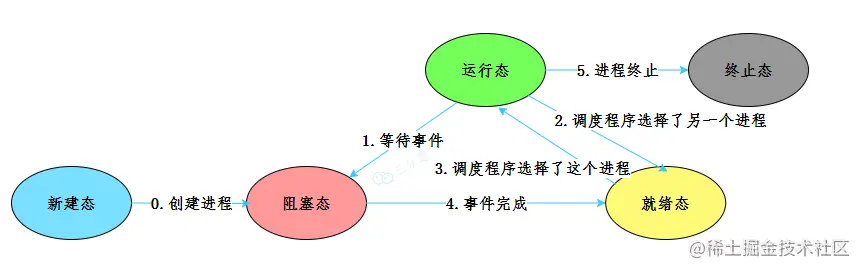 运行态
5.进程终止
终止态
2.调度程序选择了另一个进程
1.等待事件
3.调度程序选择了这个进程
新建态
0.创建进程
阻塞态
4.事件完成
就绪态
@稀土掘金技术社区